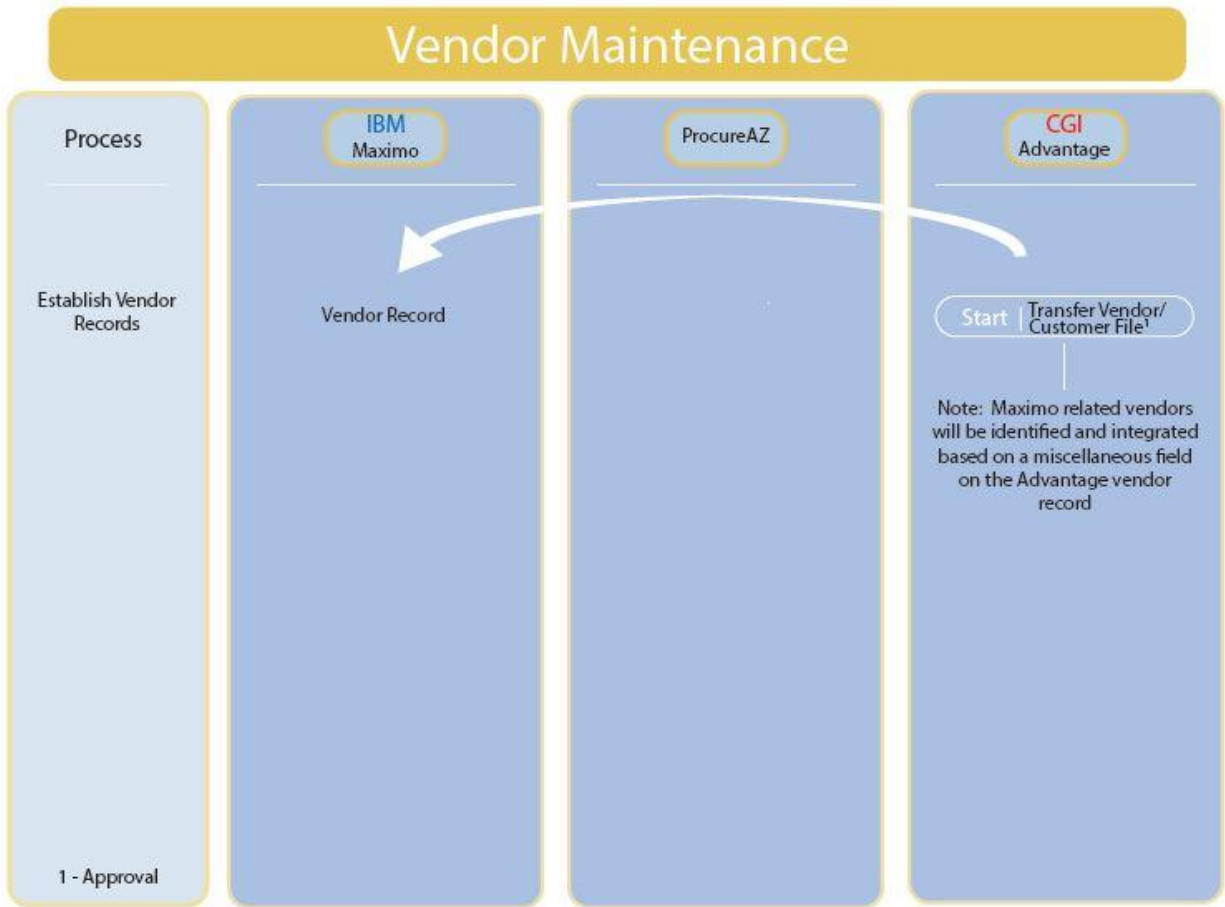 Vendor Maintenance
Process
IBM
Maximo
ProcureAZ
CGI
Advantage
Establish Vendor
Records
Vendor Record
Start | Transfer Vendor/
Customer File¹
Note: Maximo related vendors
will be identified and integrated
based on a miscellaneous field
on the Advantage vendor
record
1 - Approval